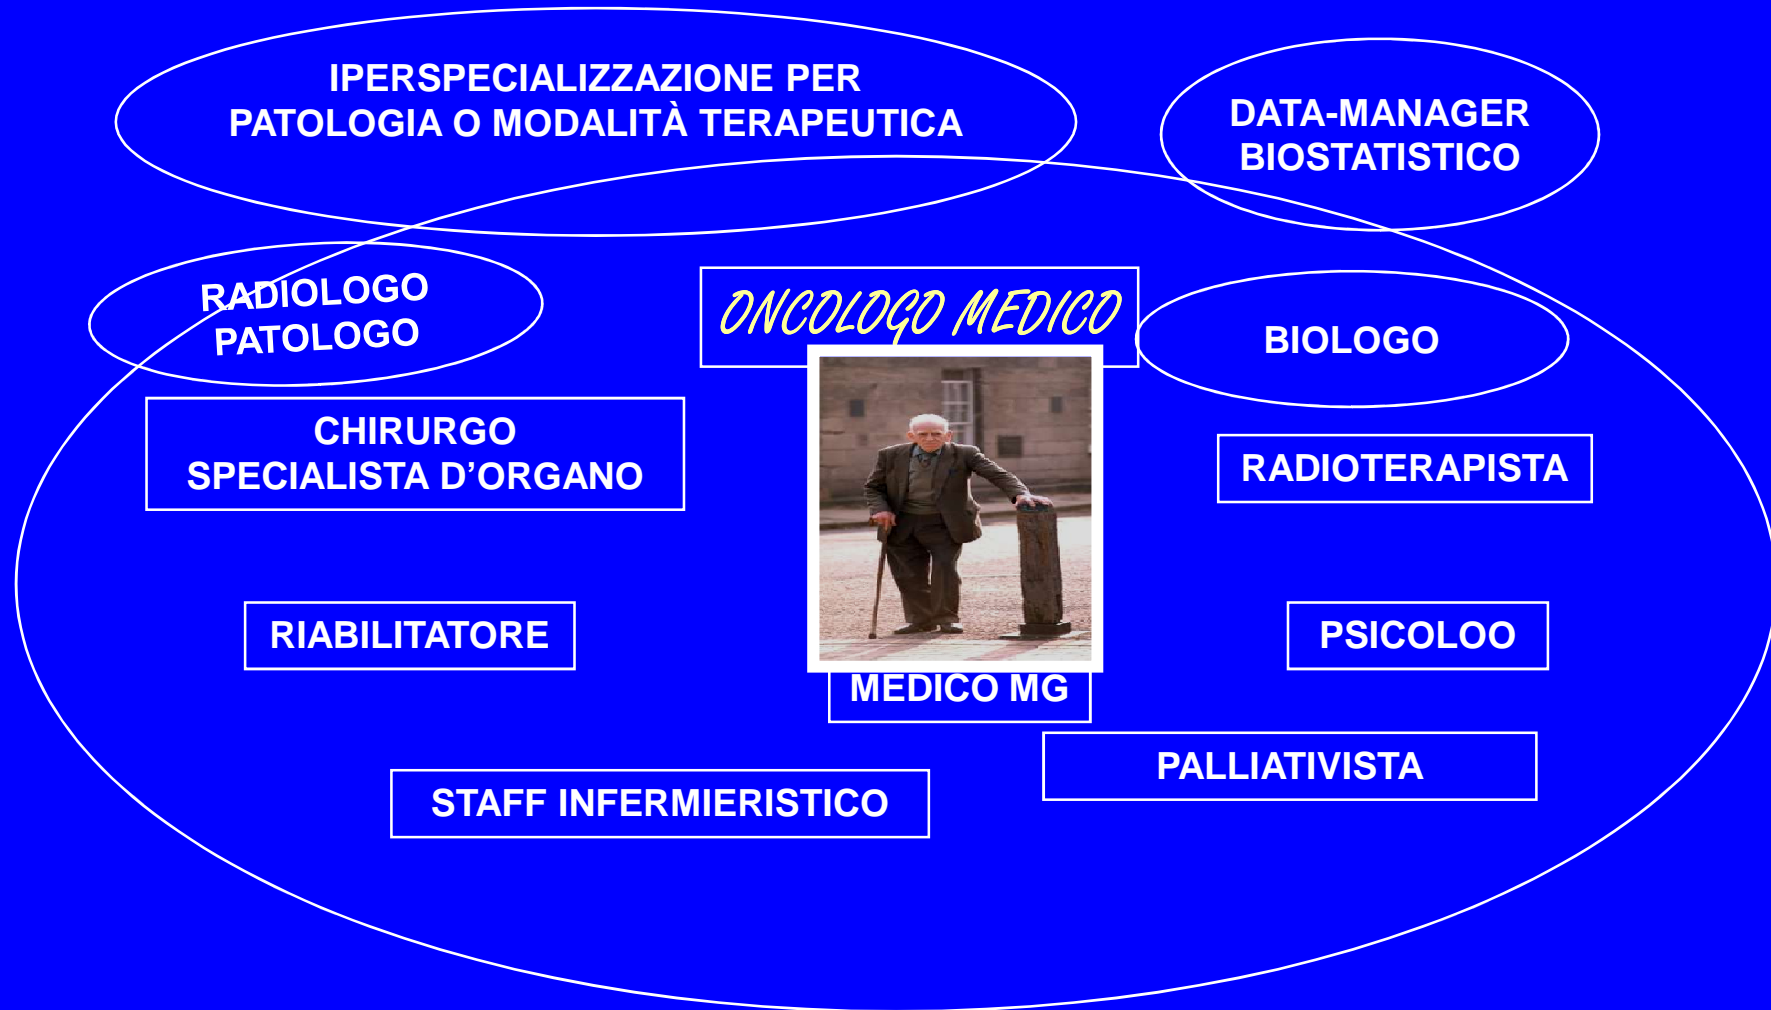 IPERSPECIALIZZAZIONE PER
PATOLOGIA O MODALITÀ TERAPEUTICA
DATA-MANAGER
BIOSTATISTICO
RADIOLOGO
PATOLOGO
ONCOLOGO MEDICO
BIOLOGO
CHIRURGO
SPECIALISTA D’ORGANO
RADIOTERAPISTA
RIABILITATORE
PSICOLOO
MEDICO MG
PALLIATIVISTA
STAFF INFERMIERISTICO